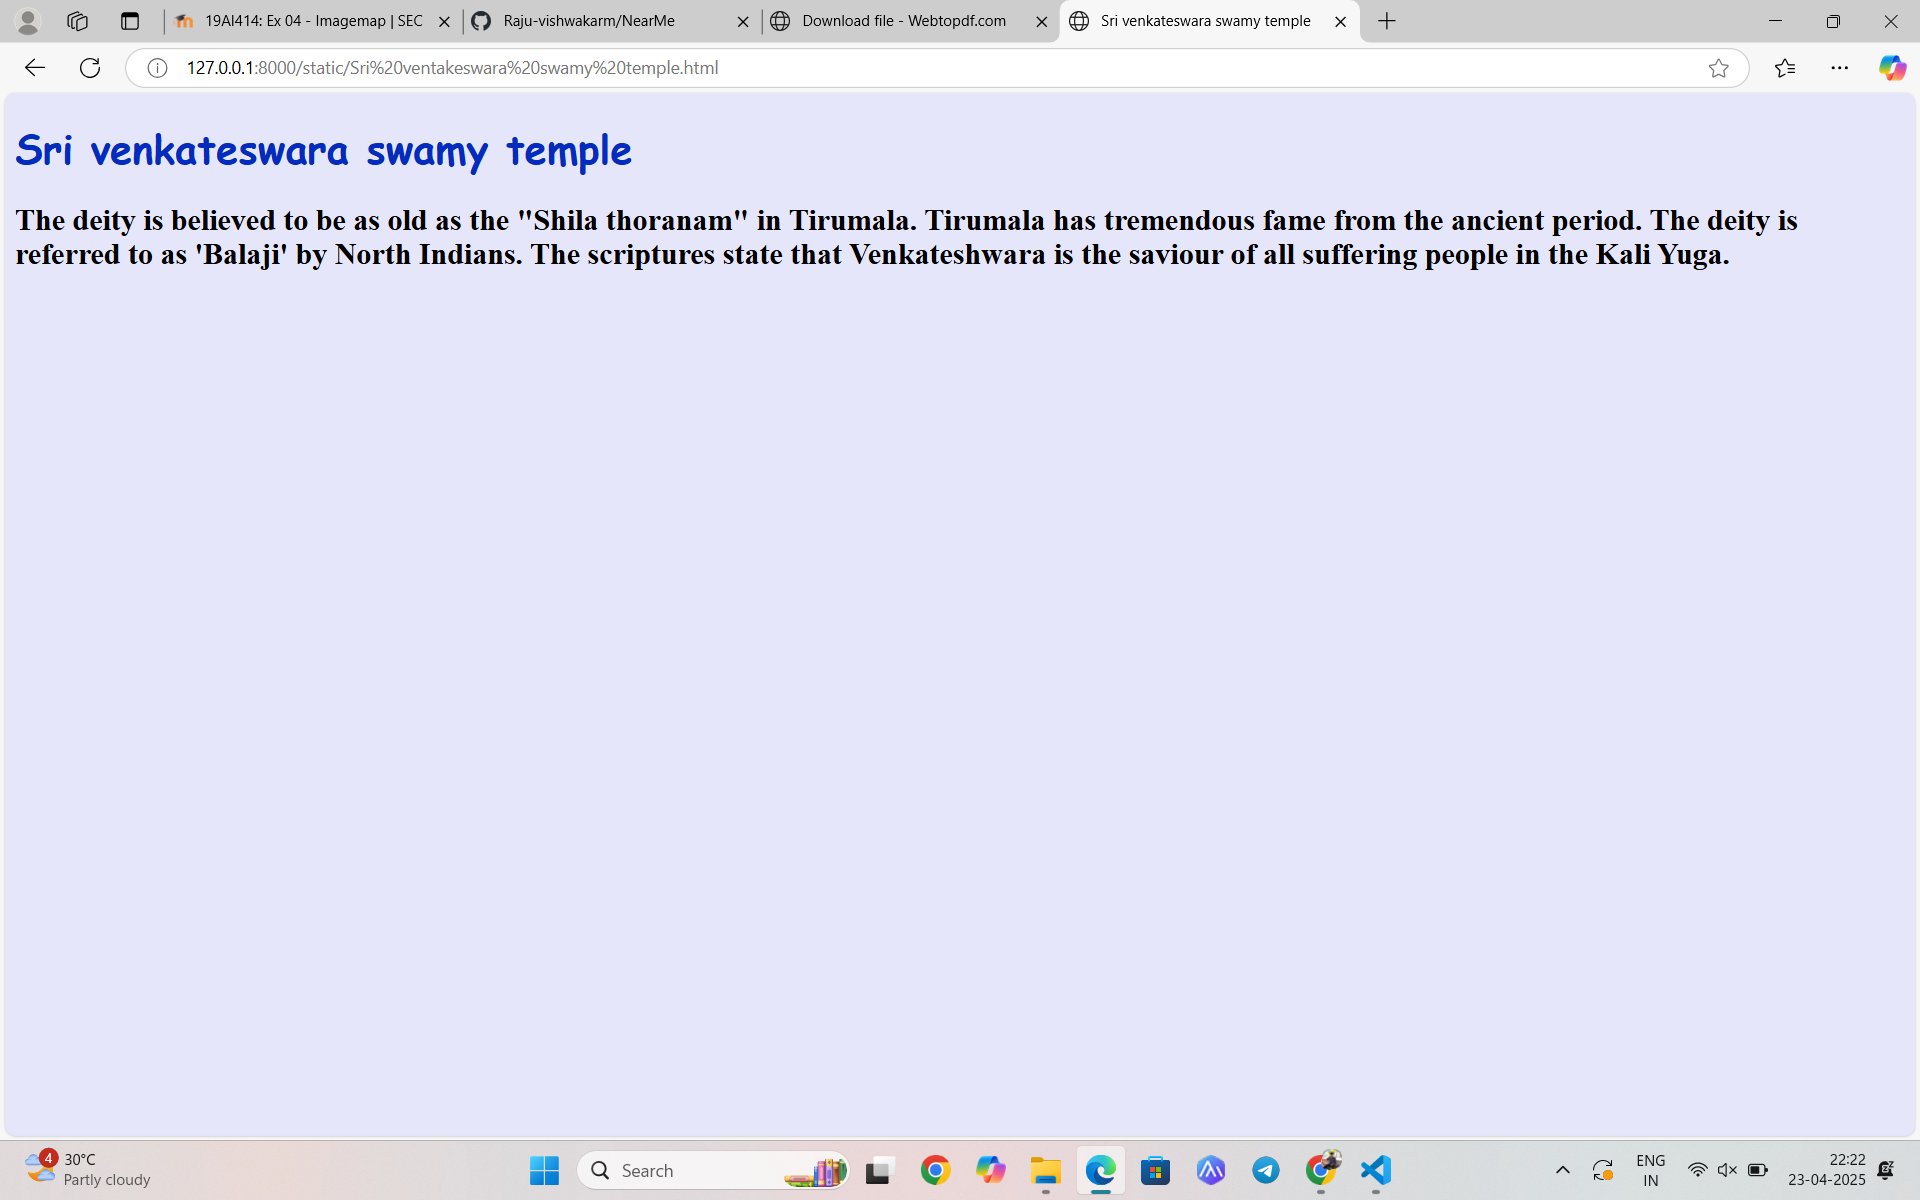 19AI414: Ex 04 - Imagemap | SEC
Raju-vishwakarm/NearMe
Download file - Webtopdf.com
Sri venkateswara swamy temple
127.0.0.1:8000/static/Sri%20ventakeswara%20swamy%20temple.html
Sri venkateswara swamy temple
The deity is believed to be as old as the "Shila thoranam" in Tirumala. Tirumala has tremendous fame from the ancient period. The deity is
referred to as 'Balaji' by North Indians. The scriptures state that Venkateshwara is the saviour of all suffering people in the Kali Yuga.
4
30°C
Partly cloudy
Search
ENG
IN
22:22
23-04-2025